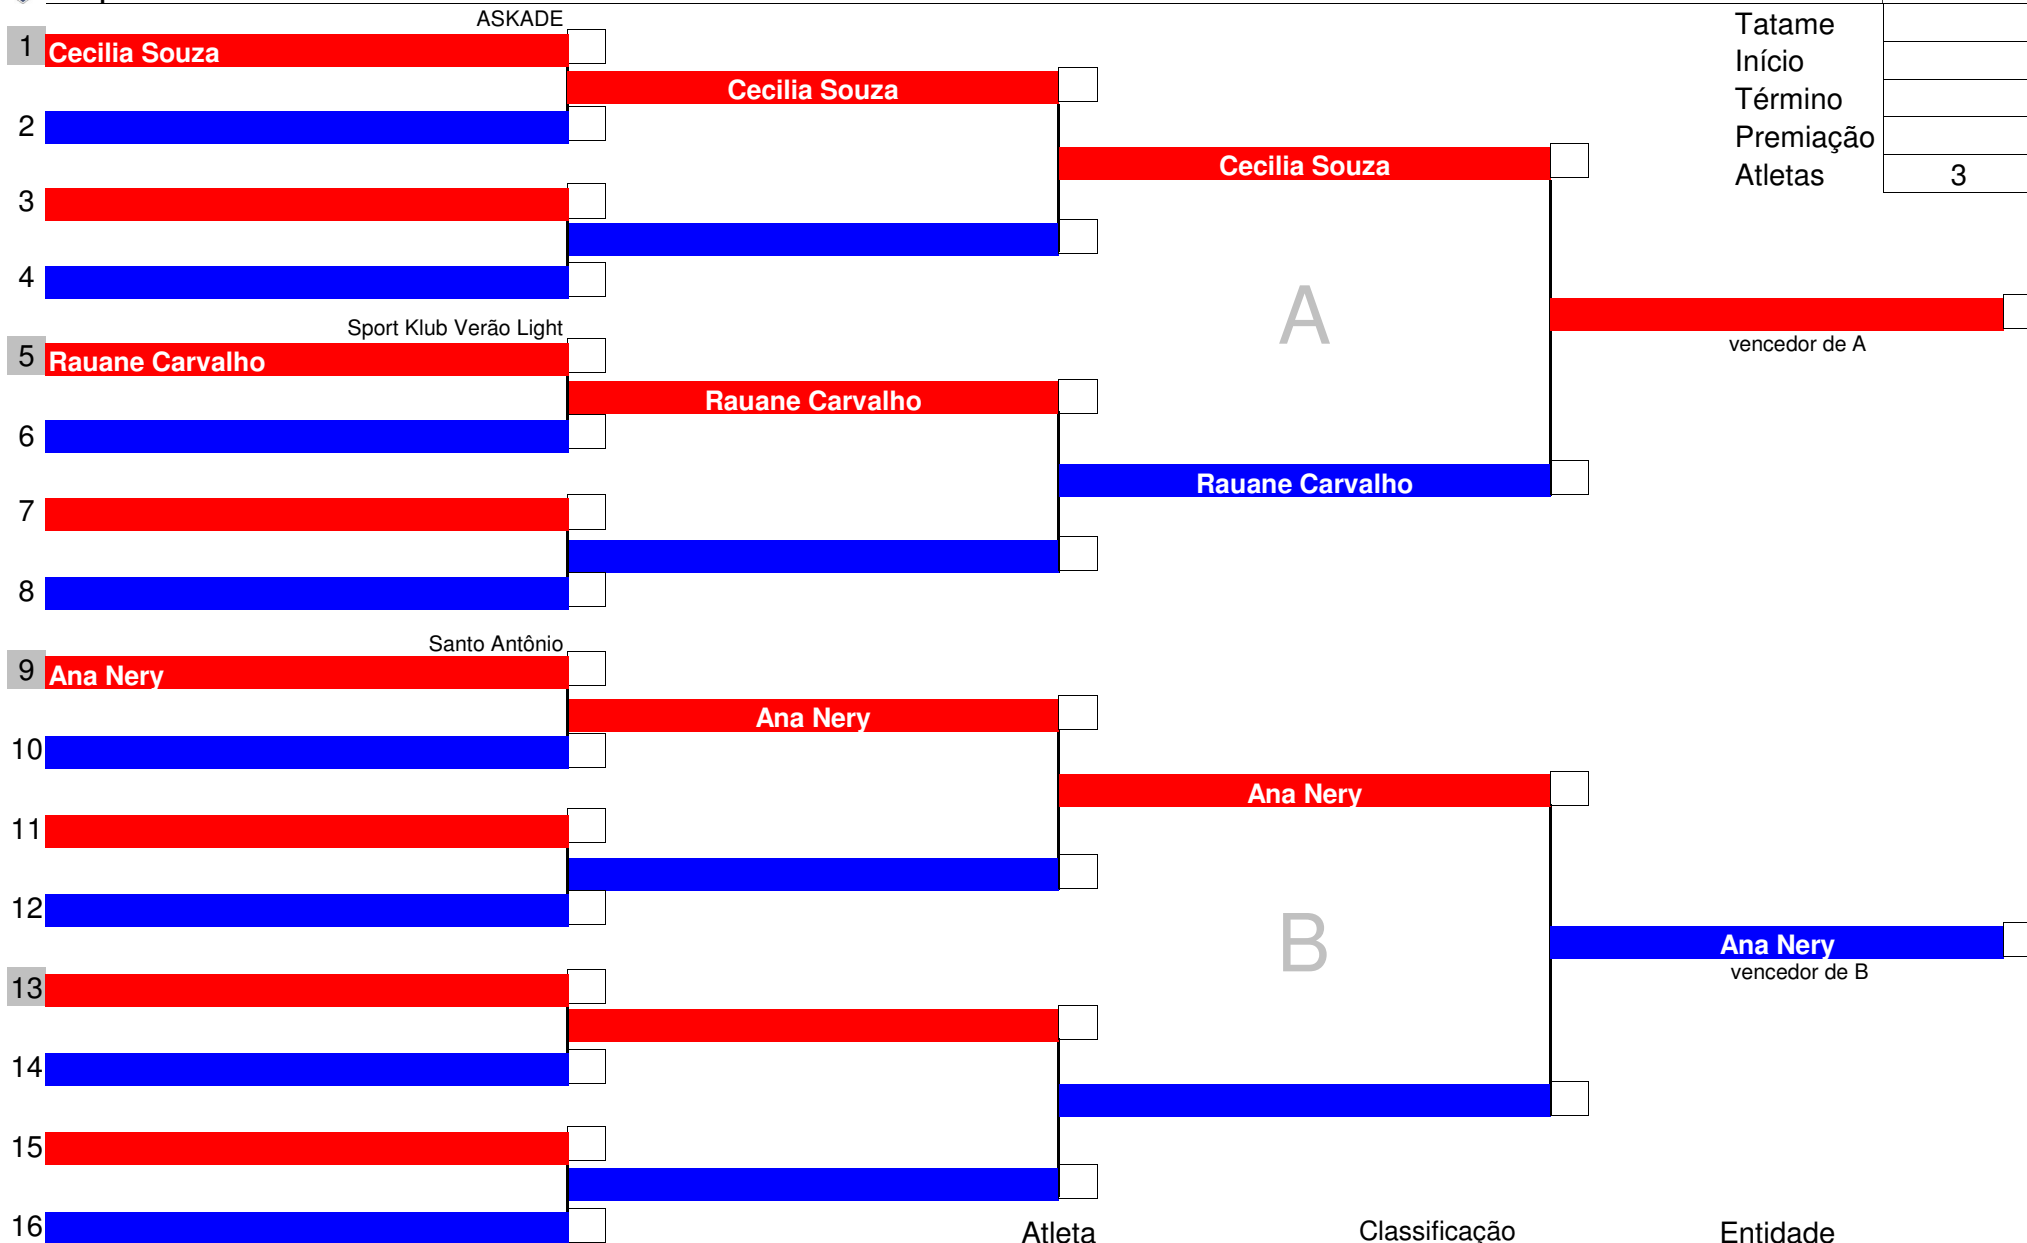 ASKADE
Tatame
1 Cecilia Souza
Início
Cecilia Souza
Término
2
Premiação
Cecilia Souza
Atletas 3
3
4
A
Sport Klub Verão Light
vencedor de A
5 Rauane Carvalho
Rauane Carvalho
6
Rauane Carvalho
7
8
Santo Antônio
9 Ana Nery
Ana Nery
10
Ana Nery
11
12
B
Ana Nery
vencedor de B
13
14
15
16
Atleta Classificação Entidade